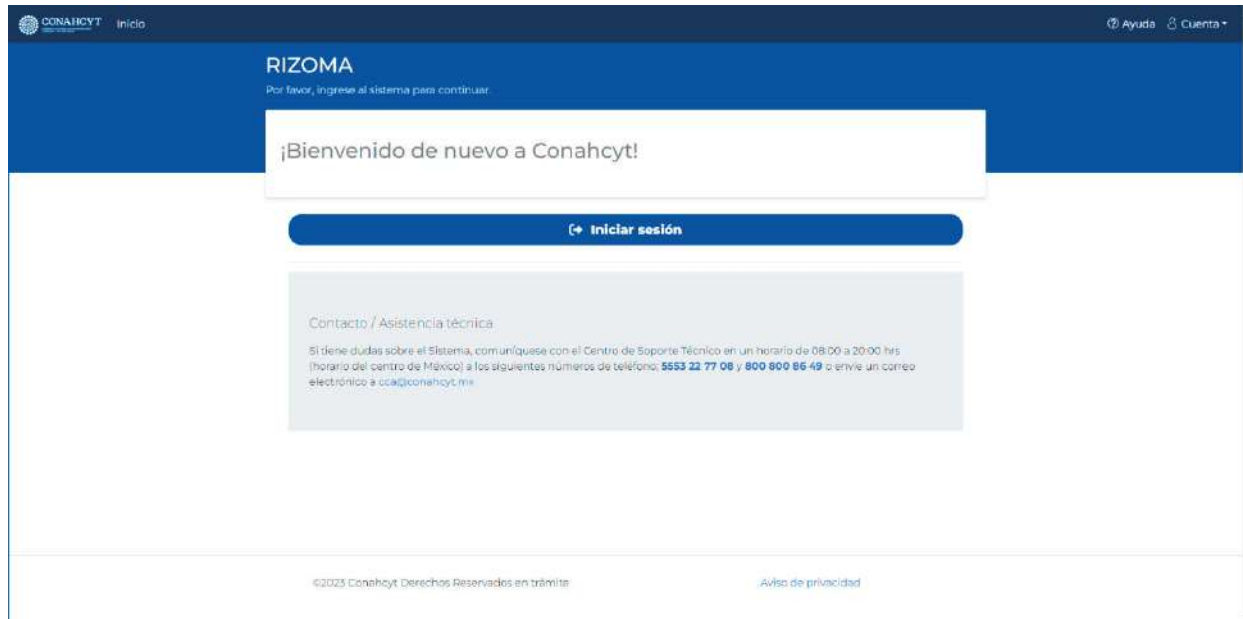 CONAHCYT Inicio
Ayuda Cuenta
RIZOMA
Por favor, ingrese al sistema para continuar.
¡Bienvenido de nuevo a Conahcyt!
Iniciar sesión
Contacto / Asistencia técnica
Si tiene dudas sobre el Sistema, comuníquese con el Centro de Soporte Técnico en un horario de 08:00 a 20:00 hrs
(horario del centro de México) a los siguientes números de teléfono: 5553 22 77 08 y 800 800 86 49 o envíe un correo
electrónico a cca@conahcyt.mx
©2023 Conahcyt Derechos Reservados en trámite
Aviso de privacidad